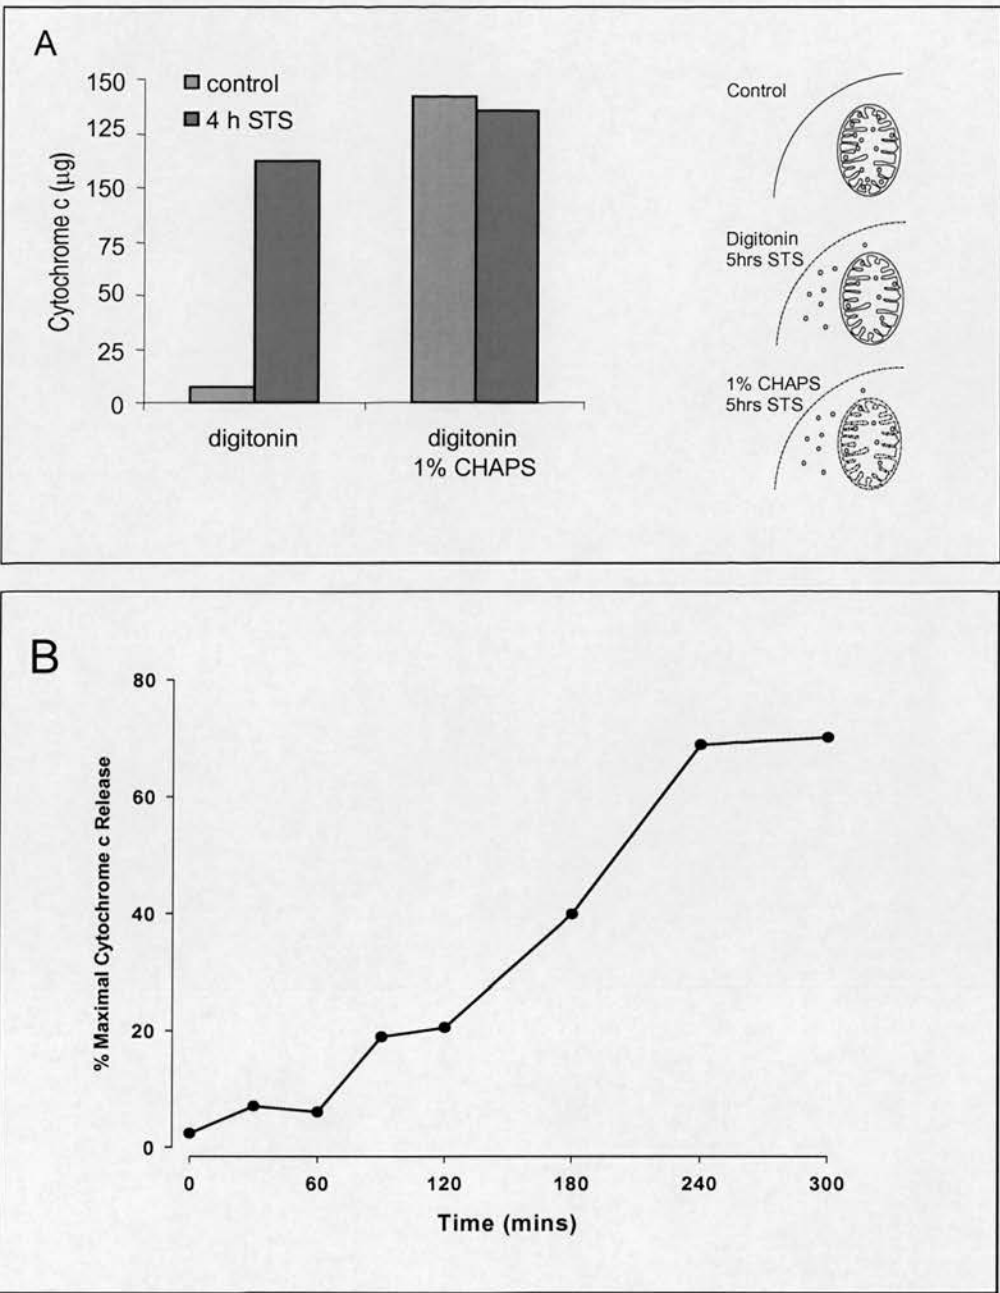 A
150
125
150
75
50
25
0
Cytochrome c (μg)
control
4 h STS
digitonin
digitonin
1% CHAPS
Control
Digitonin
5hrs STS
1% CHAPS
5hrs STS
B
80
60
40
20
0
% Maximal Cytochrome c Release
0 60 120 180 240 300
Time (mins)